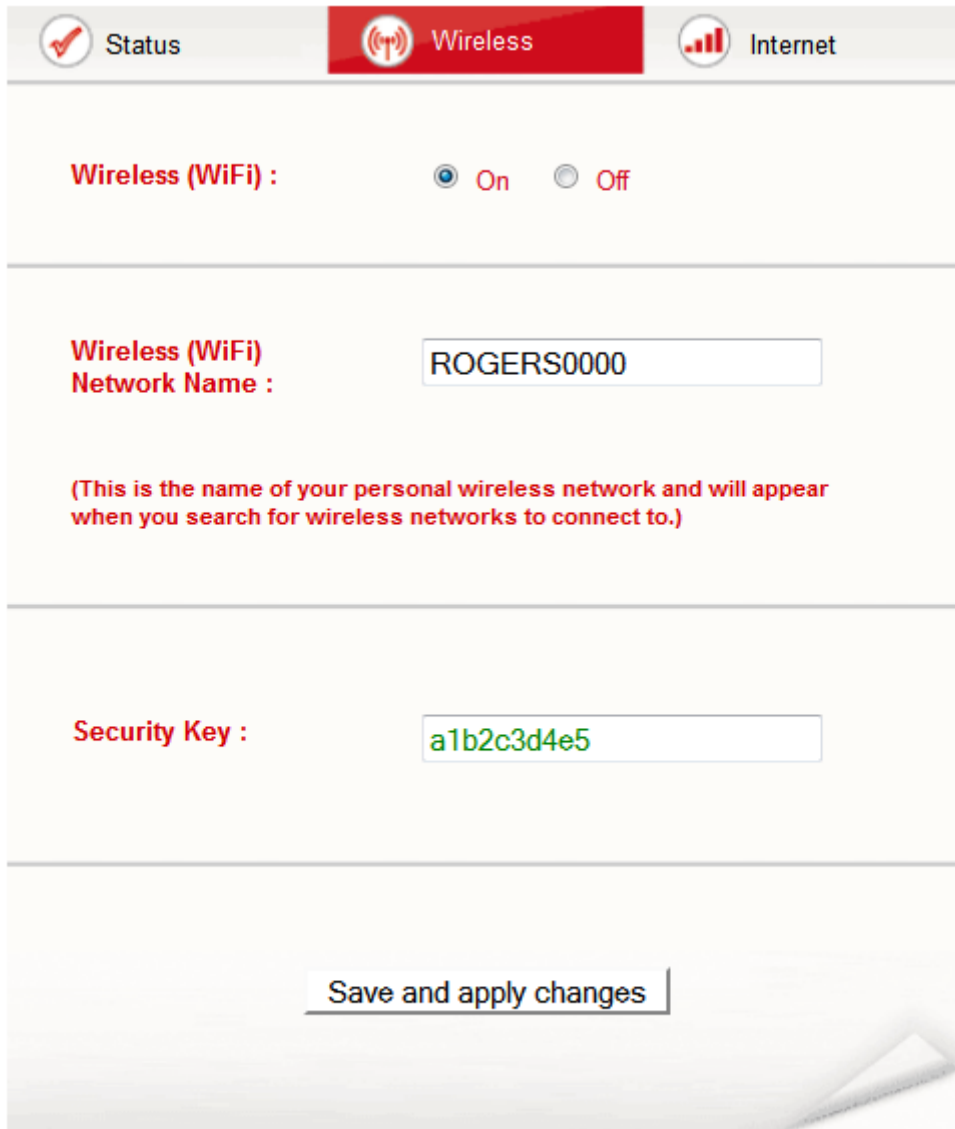 Status Wireless Internet
Wireless (WiFi) : On Off
Wireless (WiFi)
Network Name :
ROGERS0000
(This is the name of your personal wireless network and will appear
when you search for wireless networks to connect to.)
Security Key : a1b2c3d4e5
Save and apply changes